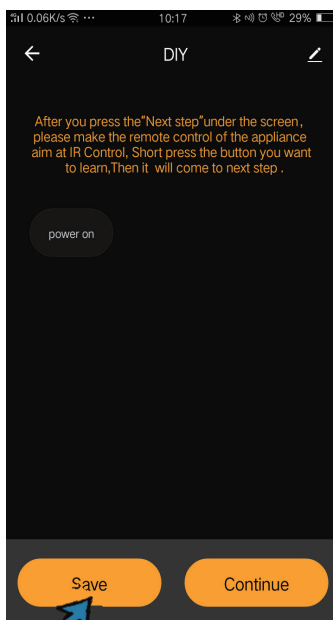 0.06K/s ··· 10:17 29%
DIY
After you press the"Next step"under the screen,
please make the remote control of the appliance
aim at IR Control, Short press the button you want
to learn,Then it will come to next step .
power on
Save Continue